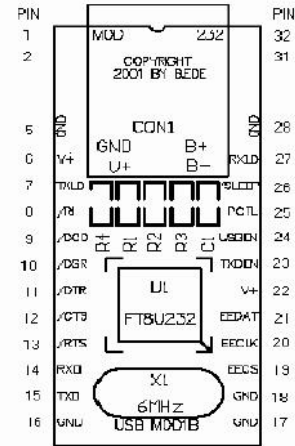 PIN PIN
1 MOD 232 32
2 COPYRIGHT 31
2001 BY BEDE
5 GND CON1 GND 28
GND B+
6 V+ V+ B- RXLD 27
7 TXLD 26
/RI PCTL 25
9 /DCD R4 R1 R2 R3 C1 USBEN 24
10 /DSR TXDEN 23
11 /DTR U1 V+ 22
12 /CTS FT8U232 EEDAT 21
13 /RTS EECLK 20
14 RXD X1 EECS 19
15 TXD 6MHz GND 18
16 GND USB MOD1B GND 17